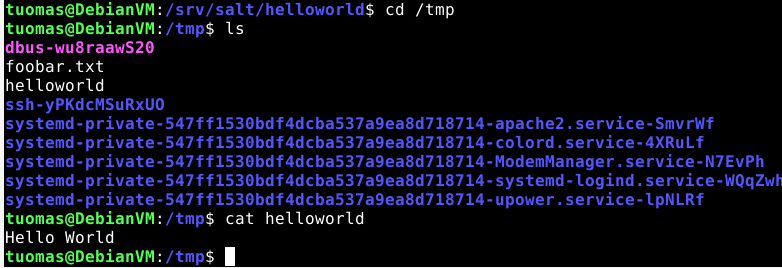 tuomas@DebianVM:/srv/salt/helloworld$ cd /tmp
tuomas@DebianVM:/tmp$ ls
dbus-wu8raawS20
foobar.txt
helloworld
ssh-yPKdcMSuRxUO
systemd-private-547ff1530bdf4dcba537a9ea8d718714-apache2.service-SmvrWf
systemd-private-547ff1530bdf4dcba537a9ea8d718714-colord.service-4XRuLf
systemd-private-547ff1530bdf4dcba537a9ea8d718714-ModemManager.service-N7EvPh
systemd-private-547ff1530bdf4dcba537a9ea8d718714-systemd-logind.service-WQqZwh
systemd-private-547ff1530bdf4dcba537a9ea8d718714-upower.service-lpNLRf
tuomas@DebianVM:/tmp$ cat helloworld
Hello World
tuomas@DebianVM:/tmp$